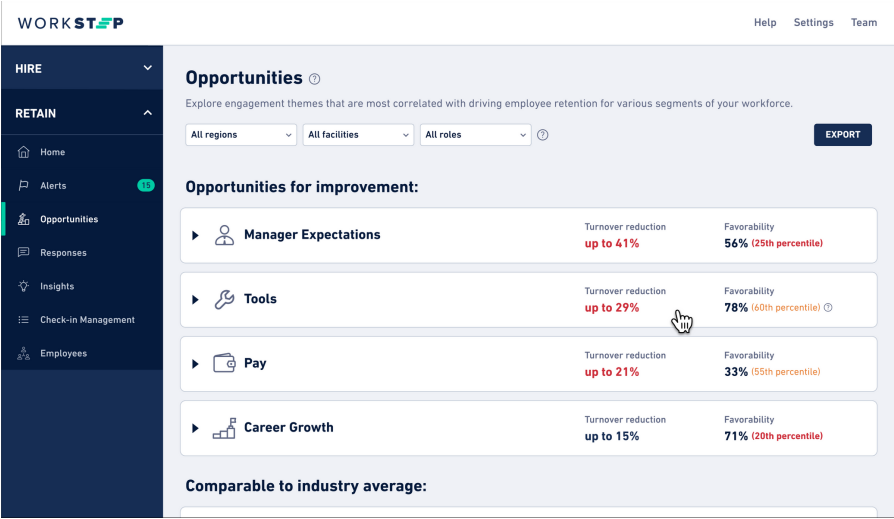 WORKSTEP
Help Settings Team
HIRE
RETAIN
Home
Alerts 15
Opportunities
Responses
Insights
Check-in Management
Employees
Opportunities ?
Explore engagement themes that are most correlated with driving employee retention for various segments of your workforce.
All regions All facilities All roles ? EXPORT
Opportunities for improvement:
Manager Expectations
Turnover reduction
up to 41%
Favorability
56% (25th percentile)
Tools
Turnover reduction
up to 29%
Favorability
78% (60th percentile) ?
Pay
Turnover reduction
up to 21%
Favorability
33% (55th percentile)
Career Growth
Turnover reduction
up to 15%
Favorability
71% (20th percentile)
Comparable to industry average: